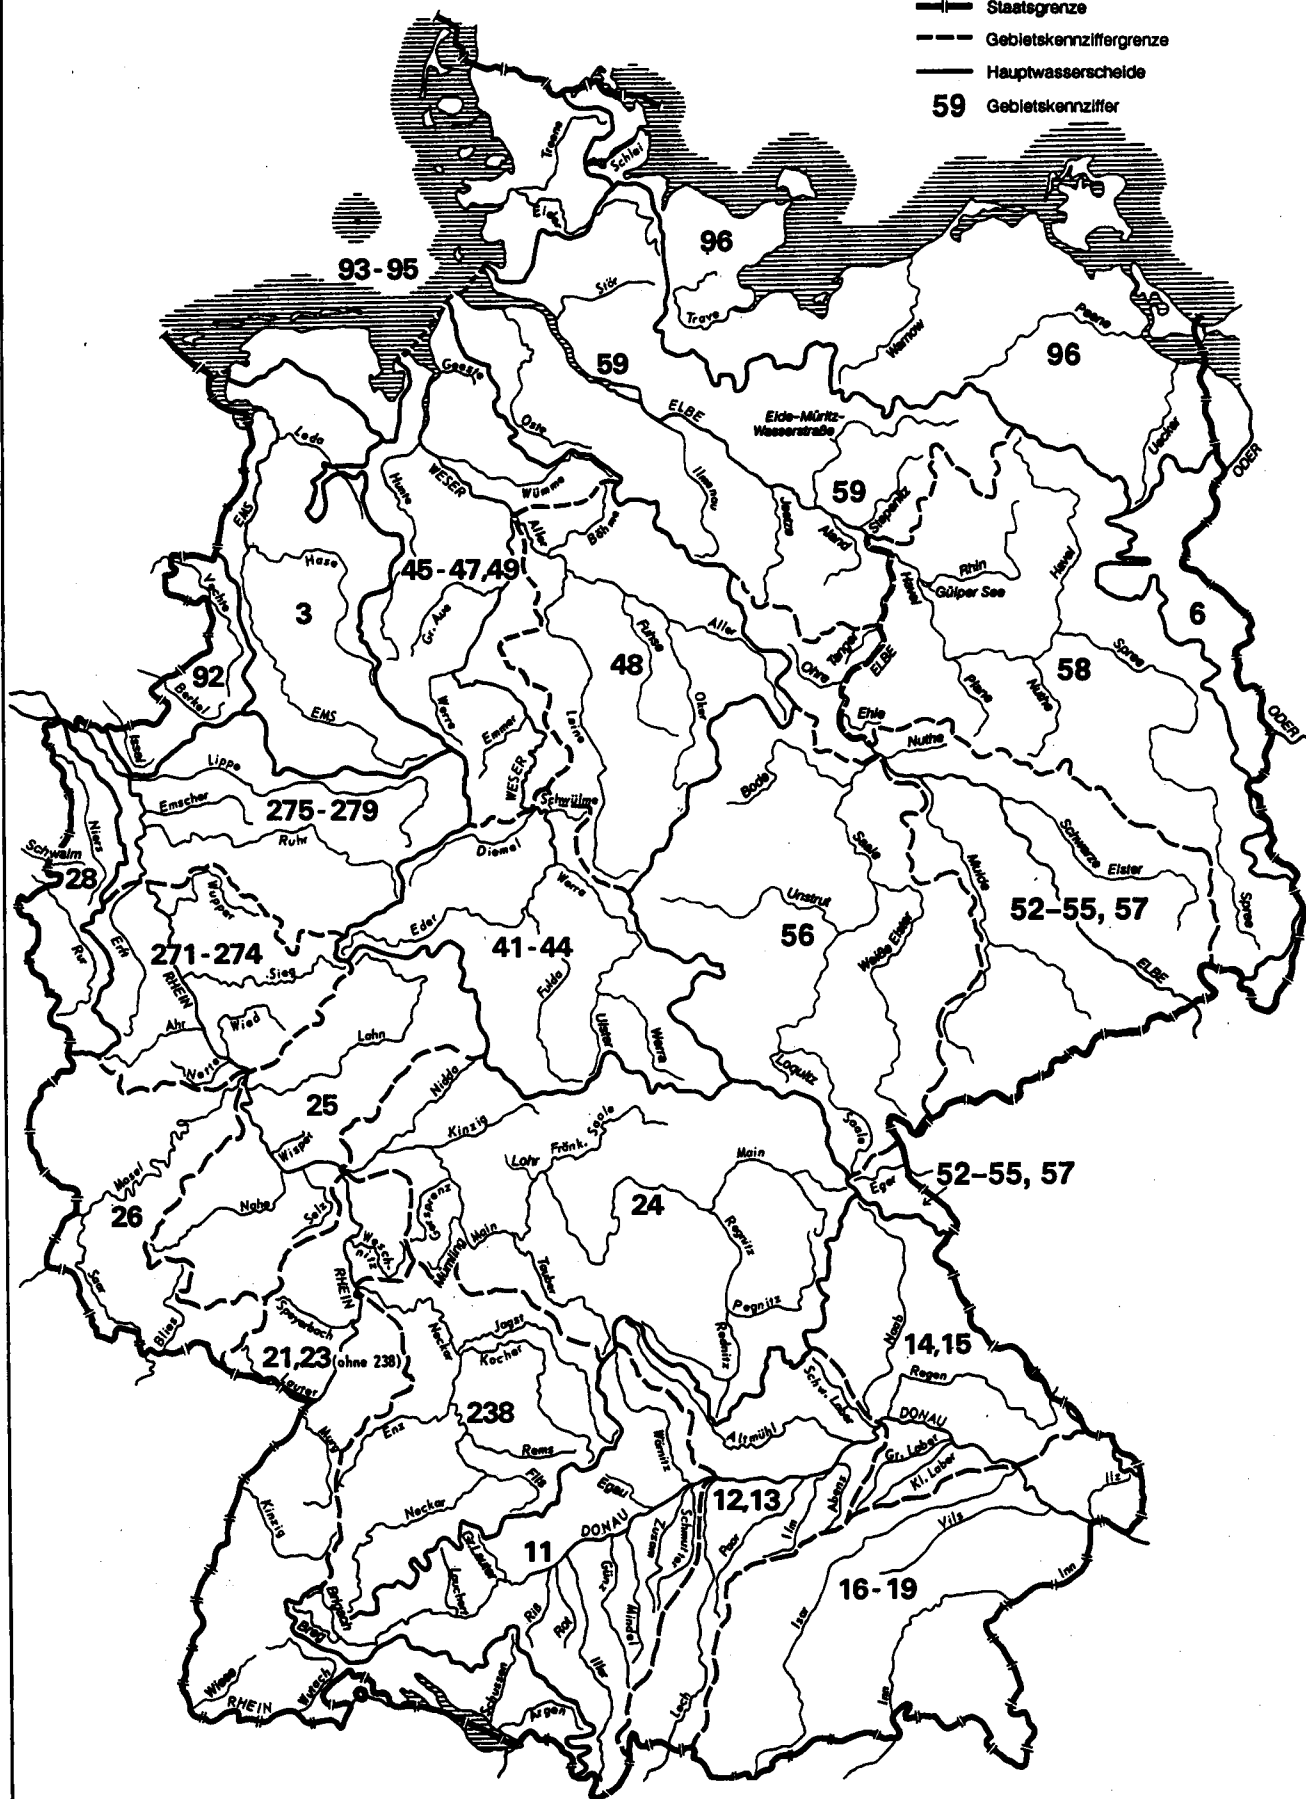 Staatsgrenze
Gebietskennziffergrenze
Hauptwasserscheide
59 Gebietskennziffer
Treene
Schlei
Eider
96
93-95
Stör
Trave
Warnow
Peene
96
59
Geeste
ELBE
Elde-Müritz-
Wasserstraße
Oste
Uecker
ODER
Leda
Hunte
WESER
Wümme
Ilmenau
59
Stepenitz
EMS
Aller
Böhme
Jeetze
Aland
Hase
45-47,49
Havel
Rhin
Gülper See
Havel
Vechte
3
Gr. Aue
Fuhse
Aller
6
48
Tanger
Ohre
ELBE
58
Spree
92
Berkel
Plane
Nuthe
EMS
Werre
Emmer
Leine
Oker
Ehle
Nuthe
ODER
Issel
Lippe
WESER
Bode
Emscher
275-279
Schwülme
Niers
Ruhr
Diemel
Saale
Schwarze
Elster
Schwalm
28
Wupper
Werra
Unstrut
Mulde
52-55, 57
Spree
Eder
56
Weiße Elster
Rur
Erft
271-274
41-44
Sieg
RHEIN
Fulda
ELBE
Ahr
Wied
Lahn
Ulster
Werra
Nette
Loquitz
Nidda
25
Kinzig
Fränk. Saale
Saale
Wisper
Lohr
Main
52-55, 57
Mosel
Eger
26
Nahe
Selz
Gersprenz
24
Wesch-
nitz
Mümling
Main
Regnitz
Saar
RHEIN
Tauber
Pegnitz
Blies
Speyerbach
Neckar
Jagst
Rednitz
Naab
14,15
21,23 (ohne 238)
Kocher
Lauter
Schw. Laber
Regen
238
Murg
Enz
Rems
Wörnitz
Altmühl
DONAU
Gr. Laber
Kl. Laber
Fils
Egau
12,13
Abens
Ilz
Kinzig
Neckar
DONAU
Zusam
Schmutter
Paar
Ilm
Vils
Gr. Lauter
11
Lauchert
Günz
16-19
Inn
Brigach
Breg
Riß
Rot
Mindel
Isar
Iller
Wiese
Wutach
RHEIN
Schussen
Argen
Lech
Inn